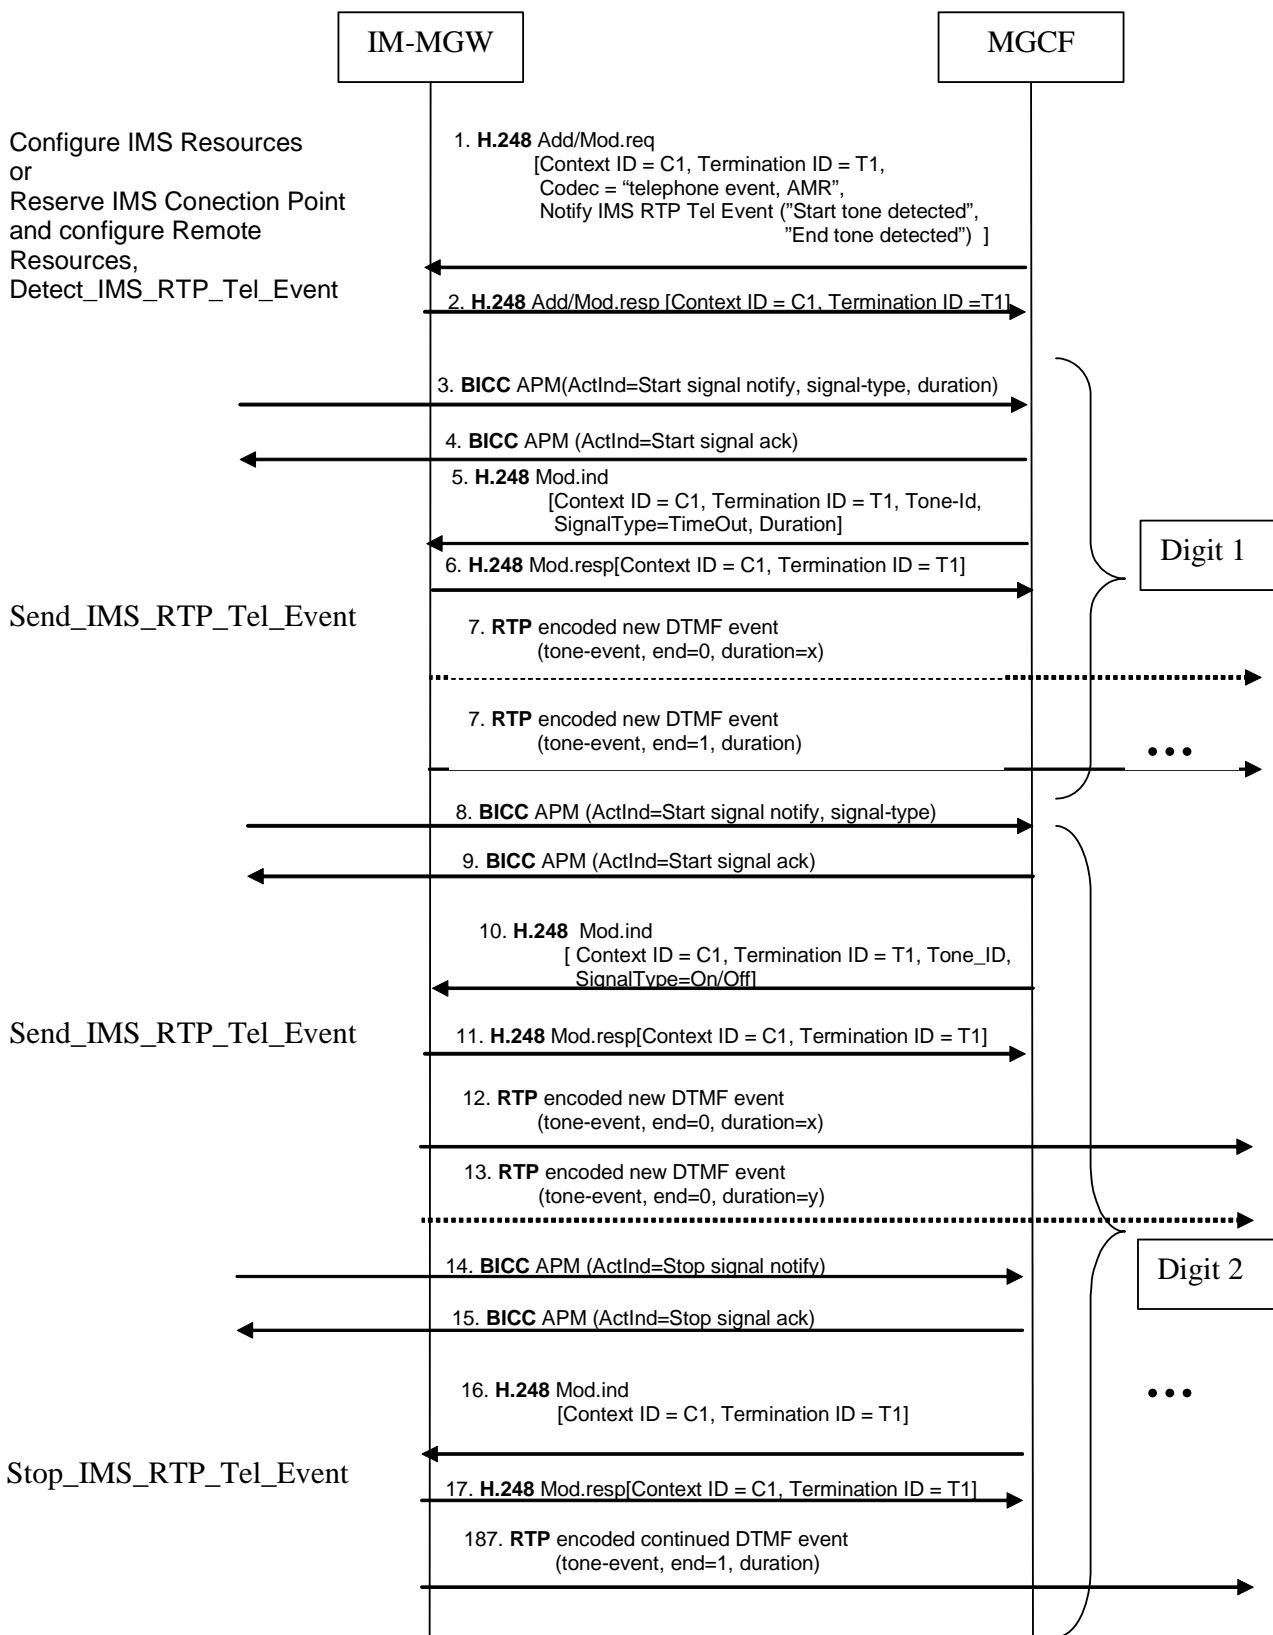 IM-MGW
MGCF
Configure IMS Resources
or
Reserve IMS Conection Point
and configure Remote
Resources,
Detect_IMS_RTP_Tel_Event
1. H.248 Add/Mod.req
[Context ID = C1, Termination ID = T1,
Codec = “telephone event, AMR”,
Notify IMS RTP Tel Event (”Start tone detected”,
”End tone detected”) ]
2. H.248 Add/Mod.resp [Context ID = C1, Termination ID =T1]
3. BICC APM(ActInd=Start signal notify, signal-type, duration)
4. BICC APM (ActInd=Start signal ack)
5. H.248 Mod.ind
[Context ID = C1, Termination ID = T1, Tone-Id,
SignalType=TimeOut, Duration]
Digit 1
6. H.248 Mod.resp[Context ID = C1, Termination ID = T1]
Send_IMS_RTP_Tel_Event
7. RTP encoded new DTMF event
(tone-event, end=0, duration=x)
7. RTP encoded new DTMF event
(tone-event, end=1, duration)
•••
8. BICC APM (ActInd=Start signal notify, signal-type)
9. BICC APM (ActInd=Start signal ack)
10. H.248 Mod.ind
[ Context ID = C1, Termination ID = T1, Tone_ID,
SignalType=On/Off]
Send_IMS_RTP_Tel_Event
11. H.248 Mod.resp[Context ID = C1, Termination ID = T1]
12. RTP encoded new DTMF event
(tone-event, end=0, duration=x)
13. RTP encoded new DTMF event
(tone-event, end=0, duration=y)
14. BICC APM (ActInd=Stop signal notify)
Digit 2
15. BICC APM (ActInd=Stop signal ack)
16. H.248 Mod.ind
[Context ID = C1, Termination ID = T1]
•••
Stop_IMS_RTP_Tel_Event
17. H.248 Mod.resp[Context ID = C1, Termination ID = T1]
187. RTP encoded continued DTMF event
(tone-event, end=1, duration)